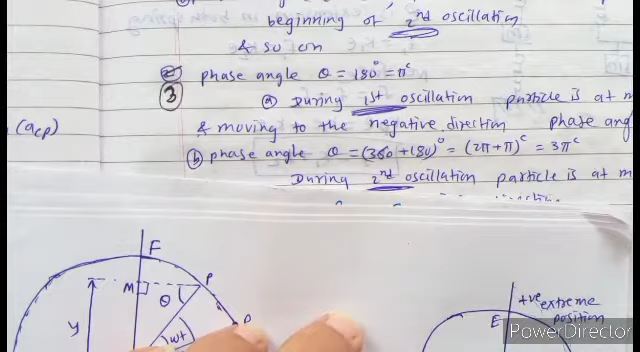 beginning of 2nd oscillation
& so on
3 phase angle θ = 180° = π^c
(a) During 1st oscillation particle is at m
& moving to the negative direction phase ang
(b) phase angle θ = (360 + 180)° = (2π + π)^c = 3π^c
During 2nd oscillation particle is at m
(acp)
F
M
P
θ
y
ωt
+ve extreme
position
E
PowerDirector